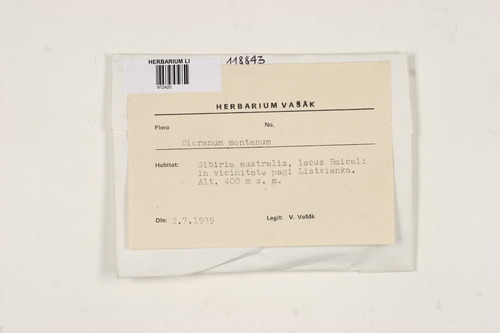 HERBARIUM LI
972420
118843
HERBARIUM VAŠÁK
Flora No.
Dicranum montanum
Habitat: Sibiria australis, lacus Baical:
in vicinitate pagi Listvianka.
Alt. 400 m s. m.
Die: 2.7.1939 Legit: V. Vašák